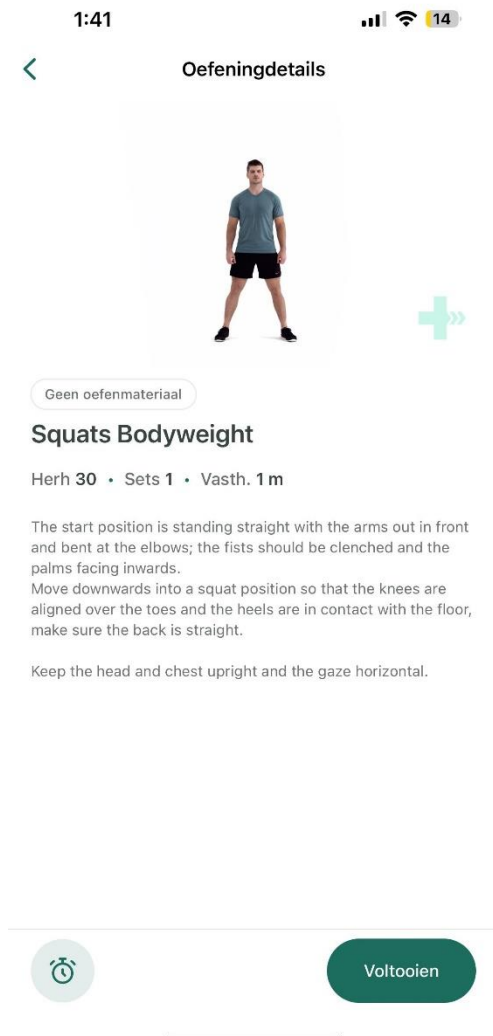 1:41
14
Oefeningdetails
Geen oefenmateriaal
Squats Bodyweight
Herh 30 • Sets 1 • Vasth. 1 m
The start position is standing straight with the arms out in front
and bent at the elbows; the fists should be clenched and the
palms facing inwards.
Move downwards into a squat position so that the knees are
aligned over the toes and the heels are in contact with the floor,
make sure the back is straight.
Keep the head and chest upright and the gaze horizontal.
Voltooien